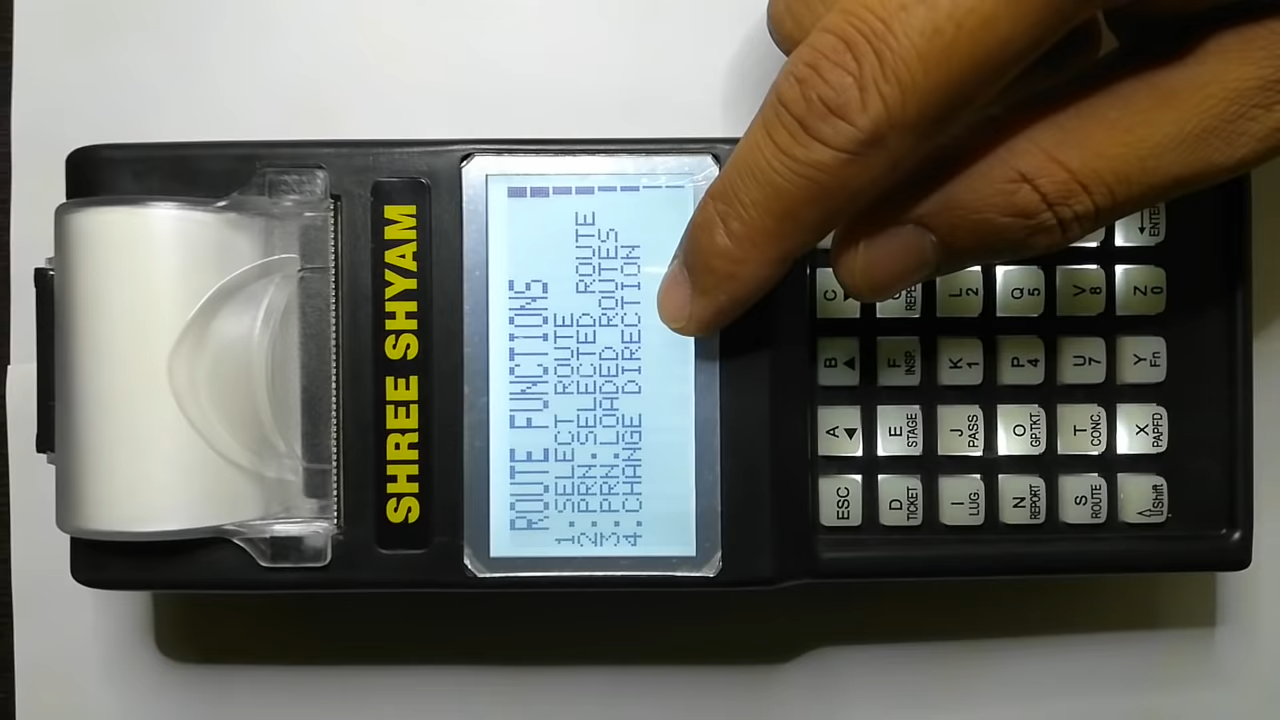 SHREE SHYAM
ROUTE FUNCTIONS
1. SELECT ROUTE
2. PRN:SELECTED ROUTE
3. PRN:LOADED ROUTES
4. CHANGE DIRECTION
ESC
A
B
C
D TICKET
E STAGE
F INSP.
I LUG.
J PASS
K 1
L 2
N REPORT
O GP.TKT.
P 4
Q 5
S ROUTE
T CONC.
U 7
V 8
Shift
X PAPFD
Y Fn
Z 0